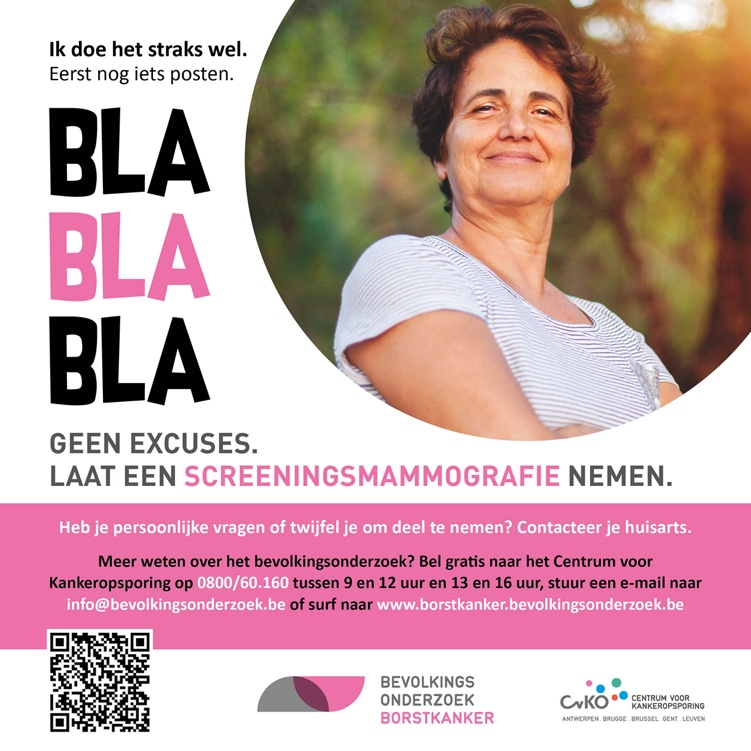 Ik doe het straks wel.
Eerst nog iets posten.
BLA
BLA
BLA
GEEN EXCUSES.
LAAT EEN SCREENINGSMAMMOGRAFIE NEMEN.
Heb je persoonlijke vragen of twijfel je om deel te nemen? Contacteer je huisarts.
Meer weten over het bevolkingsonderzoek? Bel gratis naar het Centrum voor
Kankeropsporing op 0800/60.160 tussen 9 en 12 uur en 13 en 16 uur, stuur een e-mail naar
info@bevolkingsonderzoek.be of surf naar www.borstkanker.bevolkingsonderzoek.be
BEVOLKINGS
ONDERZOEK
BORSTKANKER
CvKO
CENTRUM VOOR
KANKEROPSPORING
ANTWERPEN . BRUGGE . BRUSSEL . GENT . LEUVEN